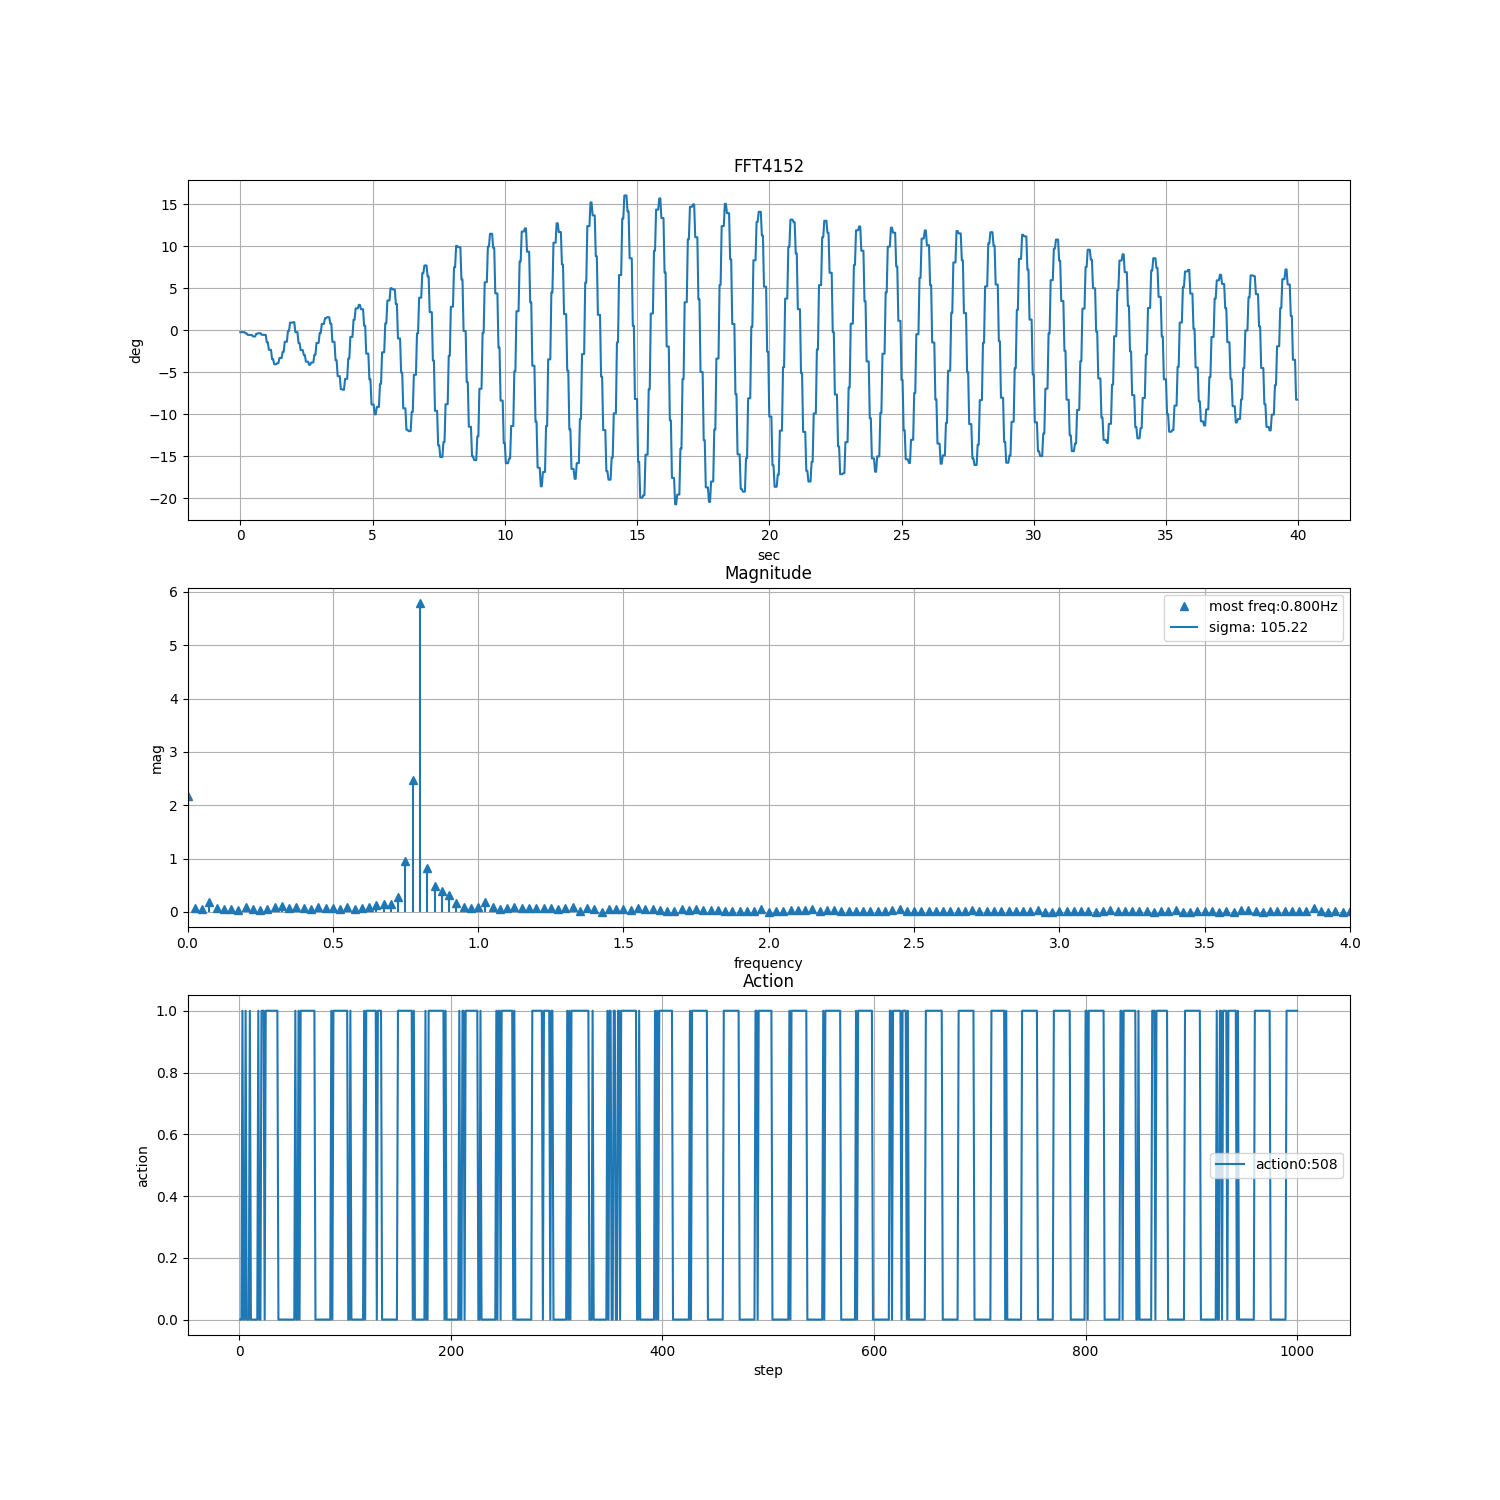 FFT4152
15
10
5
0
−5
−10
−15
−20
deg
0 5 10 15 20 25 30 35 40
sec
Magnitude
6
5
4
3
2
1
0
mag
most freq:0.800Hz
sigma: 105.22
0.0 0.5 1.0 1.5 2.0 2.5 3.0 3.5 4.0
frequency
Action
1.0
0.8
0.6
0.4
0.2
0.0
action
action0:508
0 200 400 600 800 1000
step